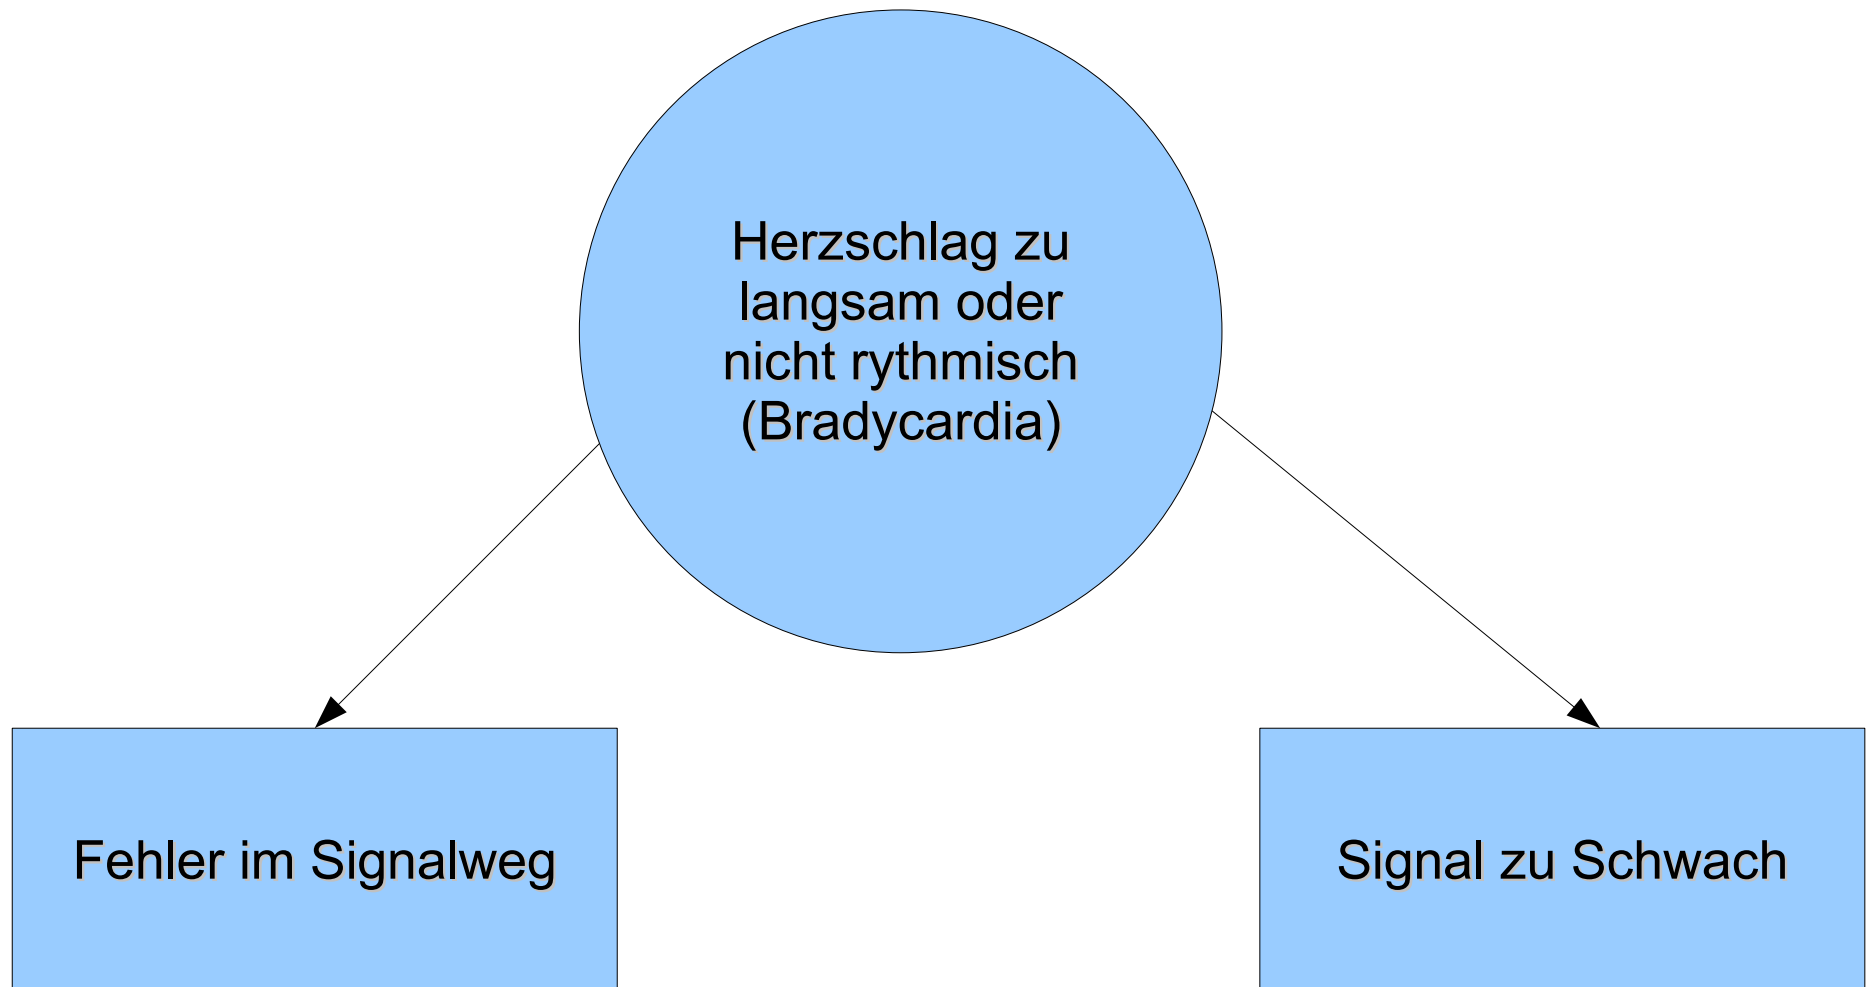 Herzschlag zu
langsam oder
nicht rythmisch
(Bradycardia)
Fehler im Signalweg
Signal zu Schwach